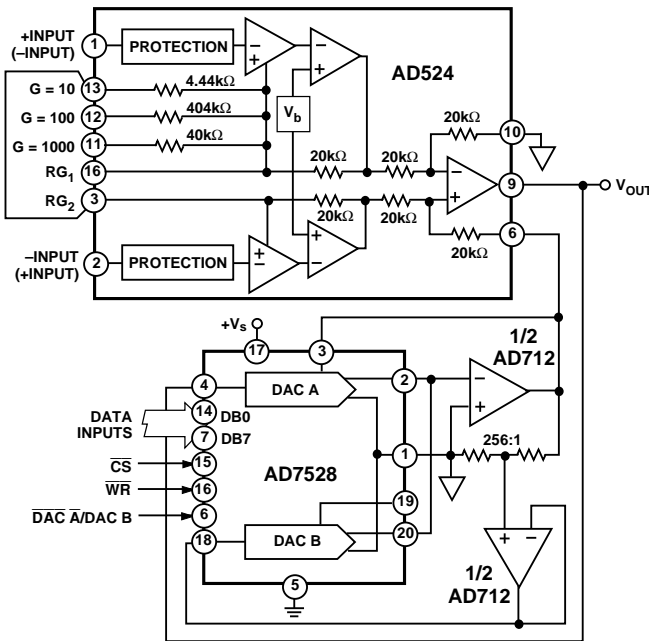 +INPUT
(–INPUT)
1
PROTECTION
– +
– +
AD524
G = 10
13
4.44kΩ
G = 100
12
404kΩ
V_b
G = 1000
11
40kΩ
20kΩ
10
RG₁
16
20kΩ
20kΩ
–
+
9
V_OUT
RG₂
3
20kΩ
20kΩ
6
20kΩ
–INPUT
(+INPUT)
2
PROTECTION
+ –
+ –
+V_s
17
3
1/2
AD712
4
DAC A
2
–
+
DATA
INPUTS
14
DB0
7
DB7
1
256:1
CS
15
AD7528
WR
16
19
DAC A/DAC B
6
20
18
DAC B
+ –
1/2
AD712
5